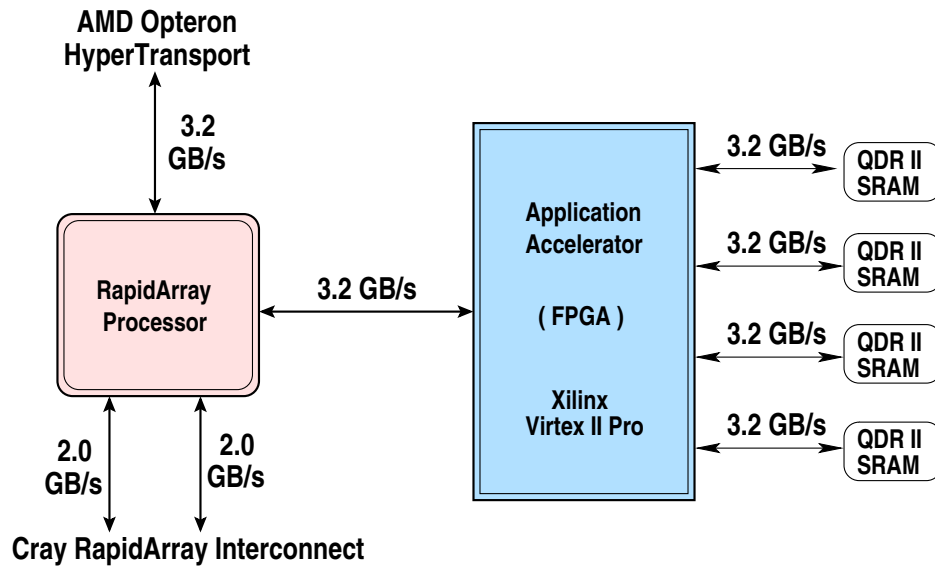 AMD Opteron
HyperTransport
3.2
GB/s
RapidArray
Processor
3.2 GB/s
2.0
GB/s
2.0
GB/s
Cray RapidArray Interconnect
Application
Accelerator
( FPGA )
Xilinx
Virtex II Pro
3.2 GB/s
QDR II
SRAM
3.2 GB/s
QDR II
SRAM
3.2 GB/s
QDR II
SRAM
3.2 GB/s
QDR II
SRAM